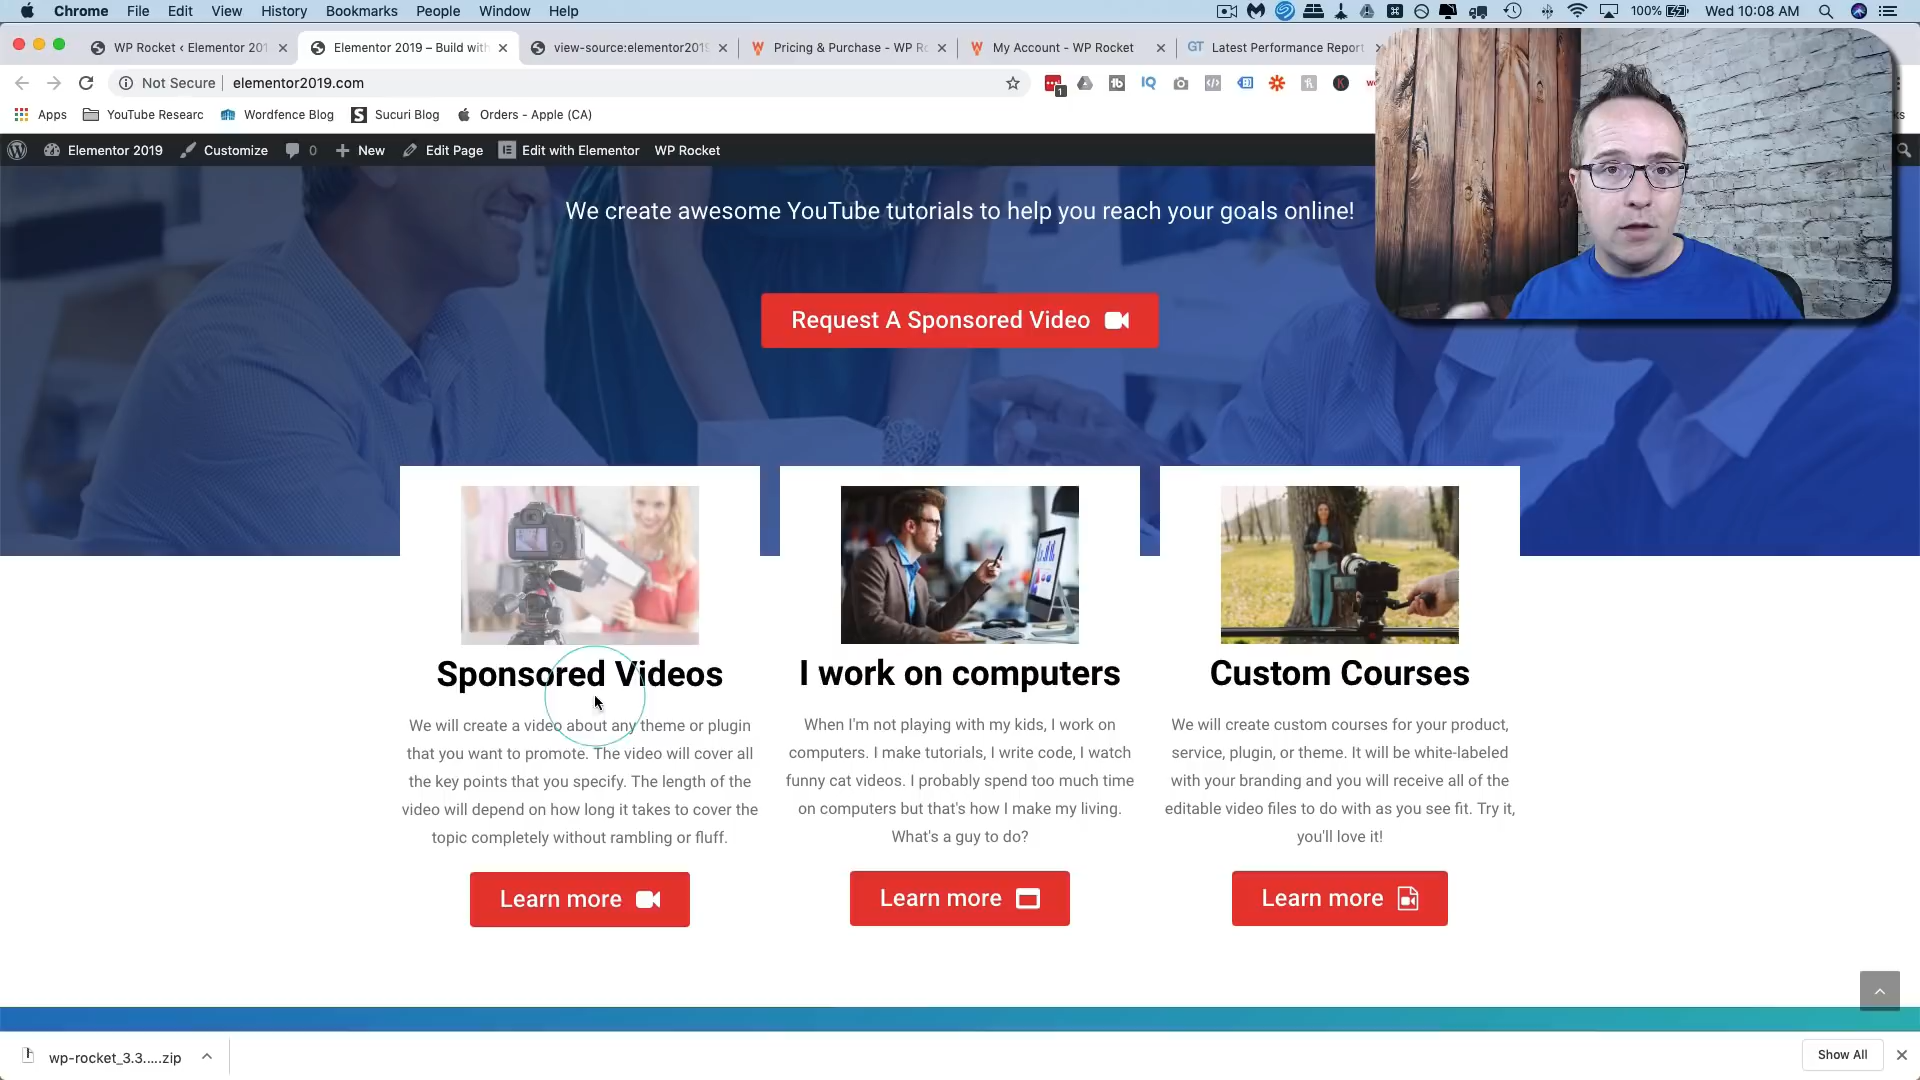 Chrome File Edit View History Bookmarks People Window Help 100% Wed 10:08 AM
WP Rocket ‹ Elementor 201 Elementor 2019 – Build with view-source:elementor2019 Pricing & Purchase - WP Ro My Account - WP Rocket GT Latest Performance Report
Not Secure elementor2019.com
Apps YouTube Researc Wordfence Blog Sucuri Blog Orders - Apple (CA)
Elementor 2019 Customize 0 New Edit Page Edit with Elementor WP Rocket
We create awesome YouTube tutorials to help you reach your goals online!
Request A Sponsored Video
Sponsored Videos
We will create a video about any theme or plugin
that you want to promote. The video will cover all
the key points that you specify. The length of the
video will depend on how long it takes to cover the
topic completely without rambling or fluff.
Learn more
I work on computers
When I'm not playing with my kids, I work on
computers. I make tutorials, I write code, I watch
funny cat videos. I probably spend too much time
on computers but that's how I make my living.
What's a guy to do?
Learn more
Custom Courses
We will create custom courses for your product,
service, plugin, or theme. It will be white-labeled
with your branding and you will receive all of the
editable video files to do with as you see fit. Try it,
you'll love it!
Learn more
wp-rocket_3.3.....zip
Show All